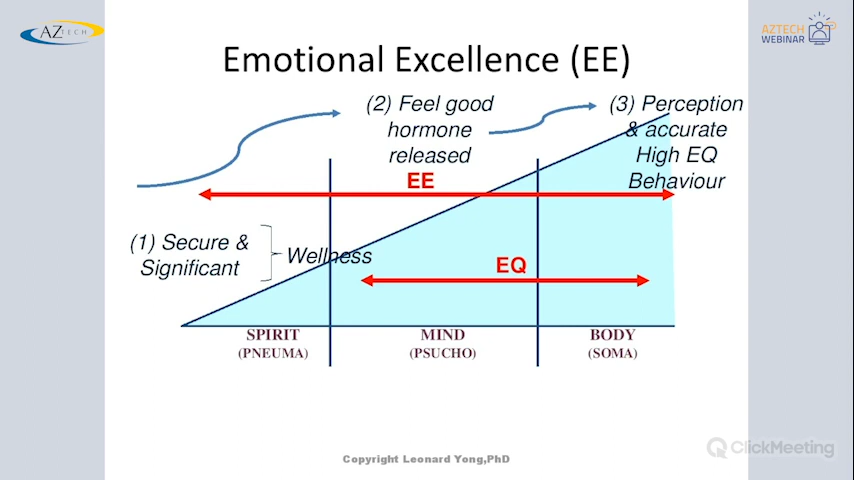 AZTECH
AZTECH
WEBINAR
Emotional Excellence (EE)
(2) Feel good
hormone
released
(3) Perception
& accurate
High EQ
Behaviour
EE
(1) Secure &
Significant
Wellness
EQ
SPIRIT
(PNEUMA)
MIND
(PSUCHO)
BODY
(SOMA)
Copyright Leonard Yong,PhD
ClickMeeting